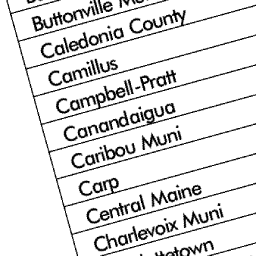 Buttonville
Caledonia County
Camillus
Campbell-Pratt
Canandaigua
Caribou Muni
Carp
Central Maine
Charlevoix Muni